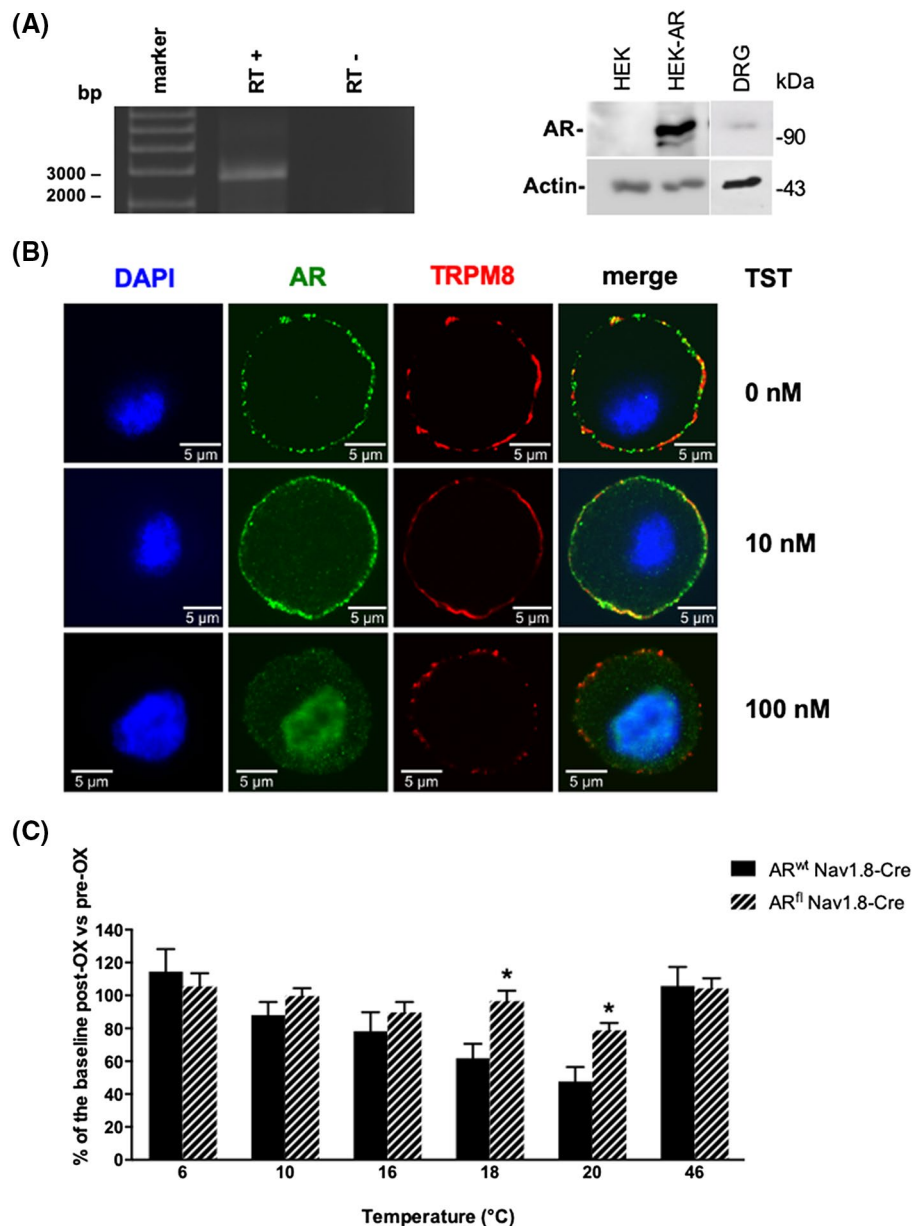 (A)
marker
RT +
RT -
bp
3000 –
2000 –
HEK
HEK-AR
DRG
kDa
AR-
-90
Actin-
-43
(B)
DAPI AR TRPM8 merge TST
5 µm 5 µm 5 µm 5 µm
0 nM
5 µm 5 µm 5 µm 5 µm
10 nM
5 µm 5 µm 5 µm 5 µm
100 nM
(C)
% of the baseline post-OX vs pre-OX
ARwt Nav1.8-Cre
ARfl Nav1.8-Cre
140
120
100
80
60
40
20
0
* *
6 10 16 18 20 46
Temperature (°C)